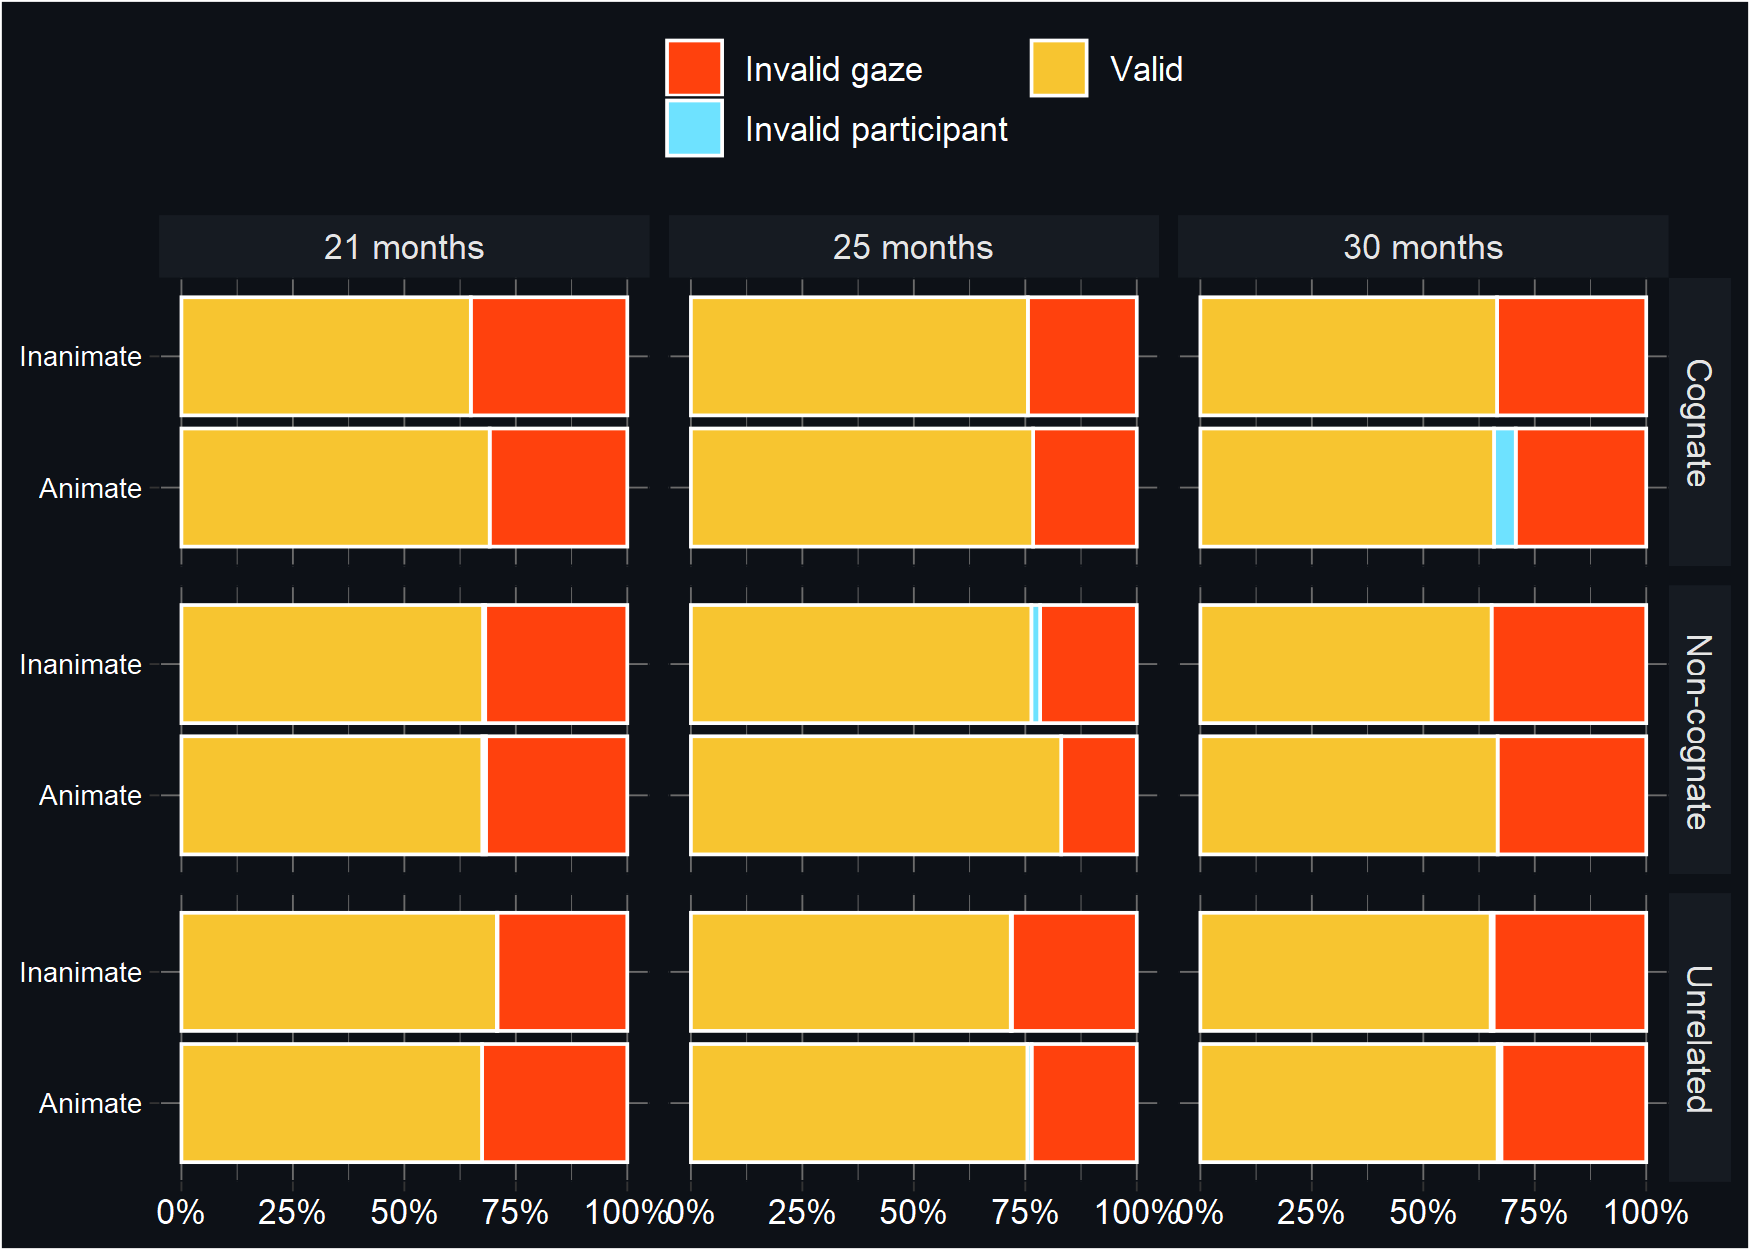 Invalid gaze
Valid
Invalid participant
21 months
25 months
30 months
Inanimate
Animate
Cognate
Inanimate
Animate
Non-cognate
Inanimate
Animate
Unrelated
0% 25% 50% 75% 100%
0% 25% 50% 75% 100%
0% 25% 50% 75% 100%